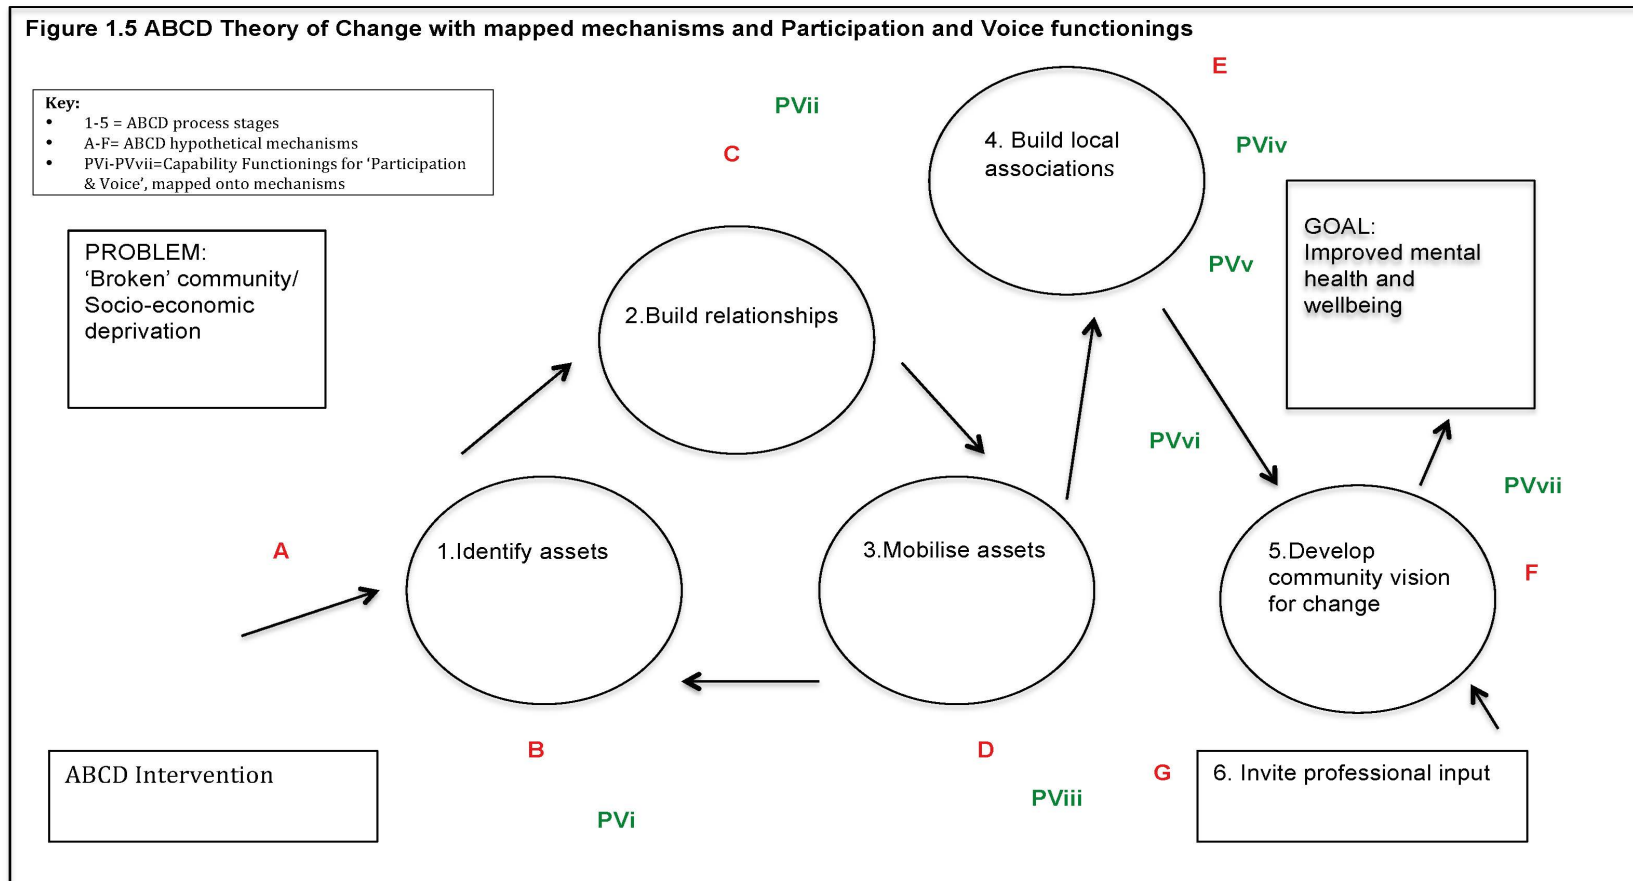 Figure 1.5 ABCD Theory of Change with mapped mechanisms and Participation and Voice functionings
Key:
• 1-5 = ABCD process stages
• A-F= ABCD hypothetical mechanisms
• PVi-PVvii=Capability Functionings for ‘Participation
& Voice’, mapped onto mechanisms
PROBLEM:
‘Broken’ community/
Socio-economic
deprivation
PVii
C
2.Build relationships
E
4. Build local
associations
PViv
PVv
GOAL:
Improved mental
health and
wellbeing
A
1.Identify assets
3.Mobilise assets
PVvi
PVvii
5.Develop
community vision
for change
F
ABCD Intervention
B
PVi
D
PViii
G
6. Invite professional input